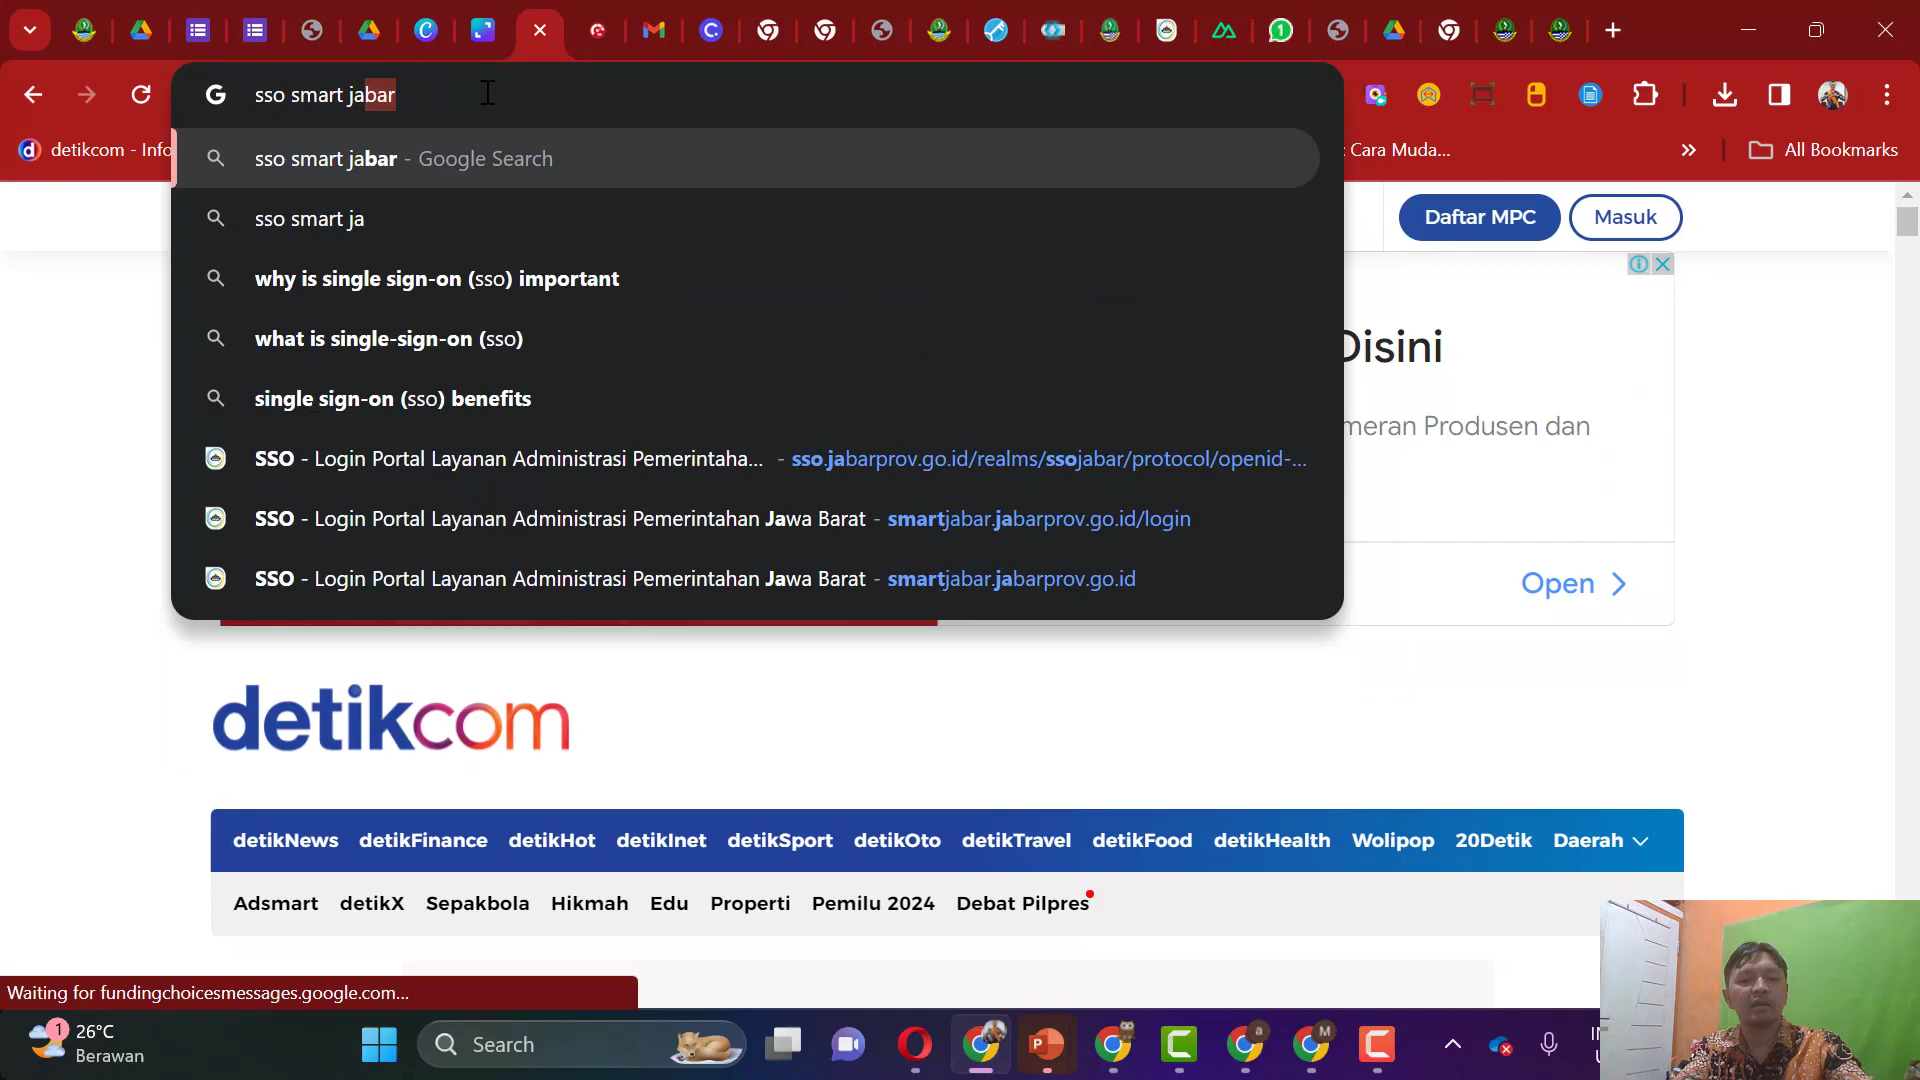 sso smart jabar
sso smart jabar - Google Search
sso smart ja
why is single sign-on (sso) important
what is single-sign-on (sso)
single sign-on (sso) benefits
SSO - Login Portal Layanan Administrasi Pemerintaha... - sso.jabarprov.go.id/realms/ssojabar/protocol/openid-...
SSO - Login Portal Layanan Administrasi Pemerintahan Jawa Barat - smartjabar.jabarprov.go.id/login
SSO - Login Portal Layanan Administrasi Pemerintahan Jawa Barat - smartjabar.jabarprov.go.id
detikcom - Info
Cara Muda...
All Bookmarks
Daftar MPC
Masuk
Disini
meran Produsen dan
Open
detikcom
detikNews detikFinance detikHot detikInet detikSport detikOto detikTravel detikFood detikHealth Wolipop 20Detik Daerah
Adsmart detikX Sepakbola Hikmah Edu Properti Pemilu 2024 Debat Pilpres
Waiting for fundingchoicesmessages.google.com...
1
26°C
Berawan
Search
a
M